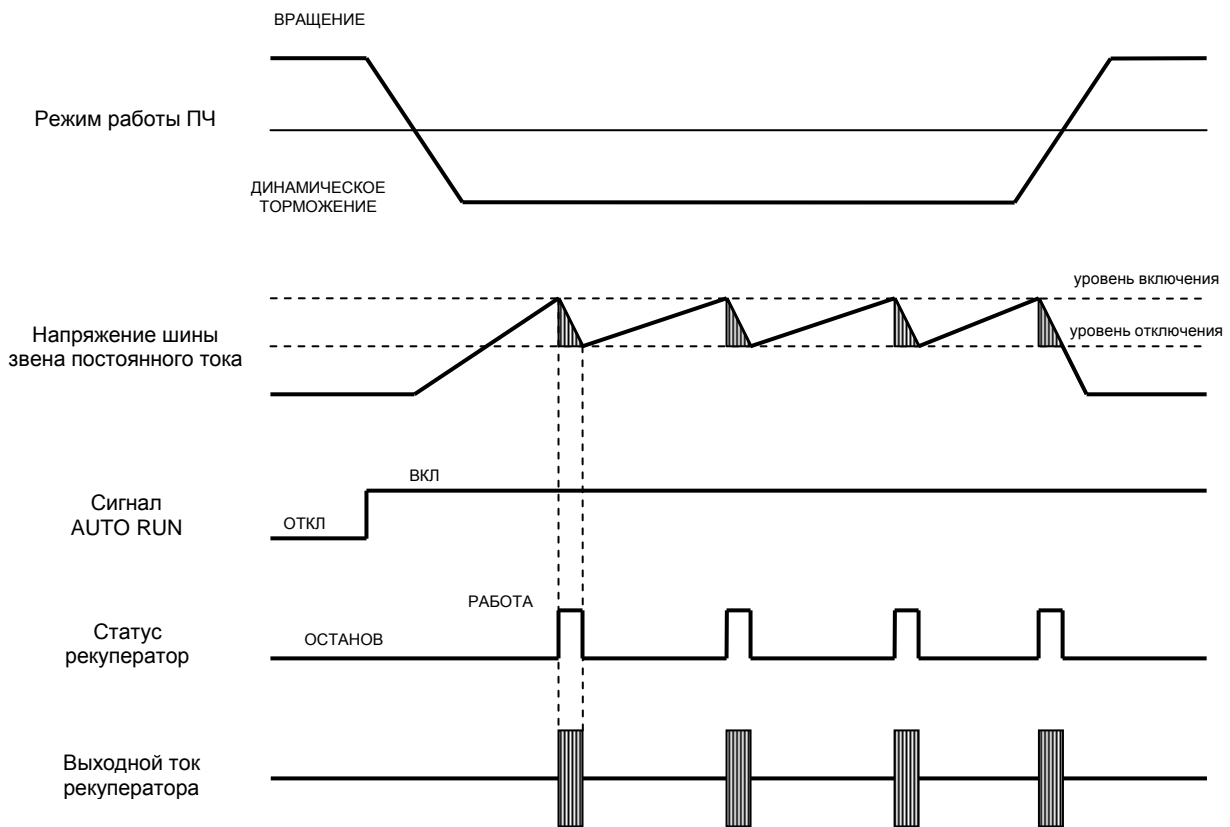 ВРАЩЕНИЕ
Режим работы ПЧ
ДИНАМИЧЕСКОЕ
ТОРМОЖЕНИЕ
уровень включения
Напряжение шины
звена постоянного тока
уровень отключения
ВКЛ
Сигнал
AUTO RUN
ОТКЛ
РАБОТА
Статус
рекуператор
ОСТАНОВ
Выходной ток
рекуператора